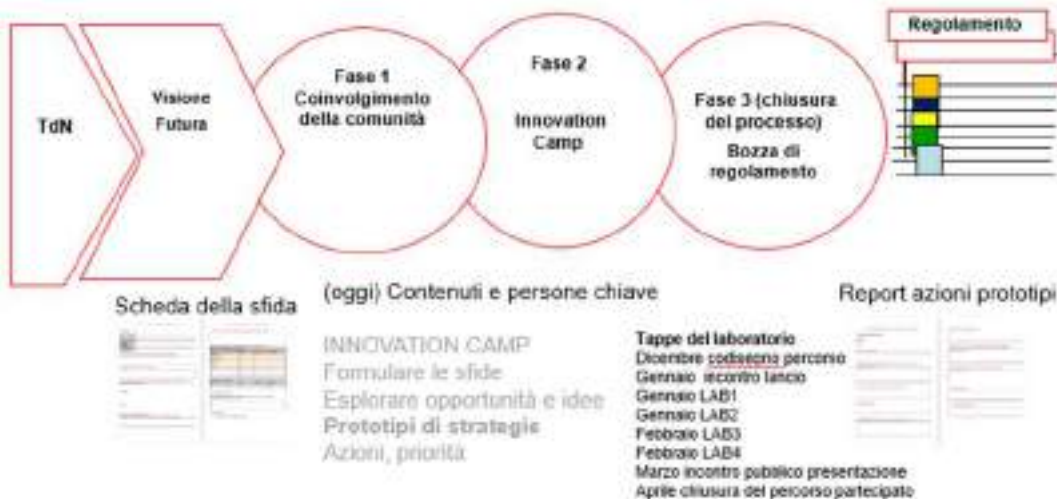 TdN
Visione
Futura
Fase 1
Coinvolgimento
della comunità
Fase 2
Innovation
Camp
Fase 3 (chiusura
del processo)
Bozza di
regolamento
Regolamento
Scheda della sfida
(oggi) Contenuti e persone chiave
INNOVATION CAMP
Formulare le sfide
Esplorare opportunità e idee
Prototipi di strategie
Azioni, priorità
Tappe del laboratorio
Dicembre codisegno percorso
Gennaio incontro lancio
Gennaio LAB1
Gennaio LAB2
Febbraio LAB3
Febbraio LAB4
Marzo incontro pubblico presentazione
Aprile chiusura del percorso partecipato
Report azioni prototipi